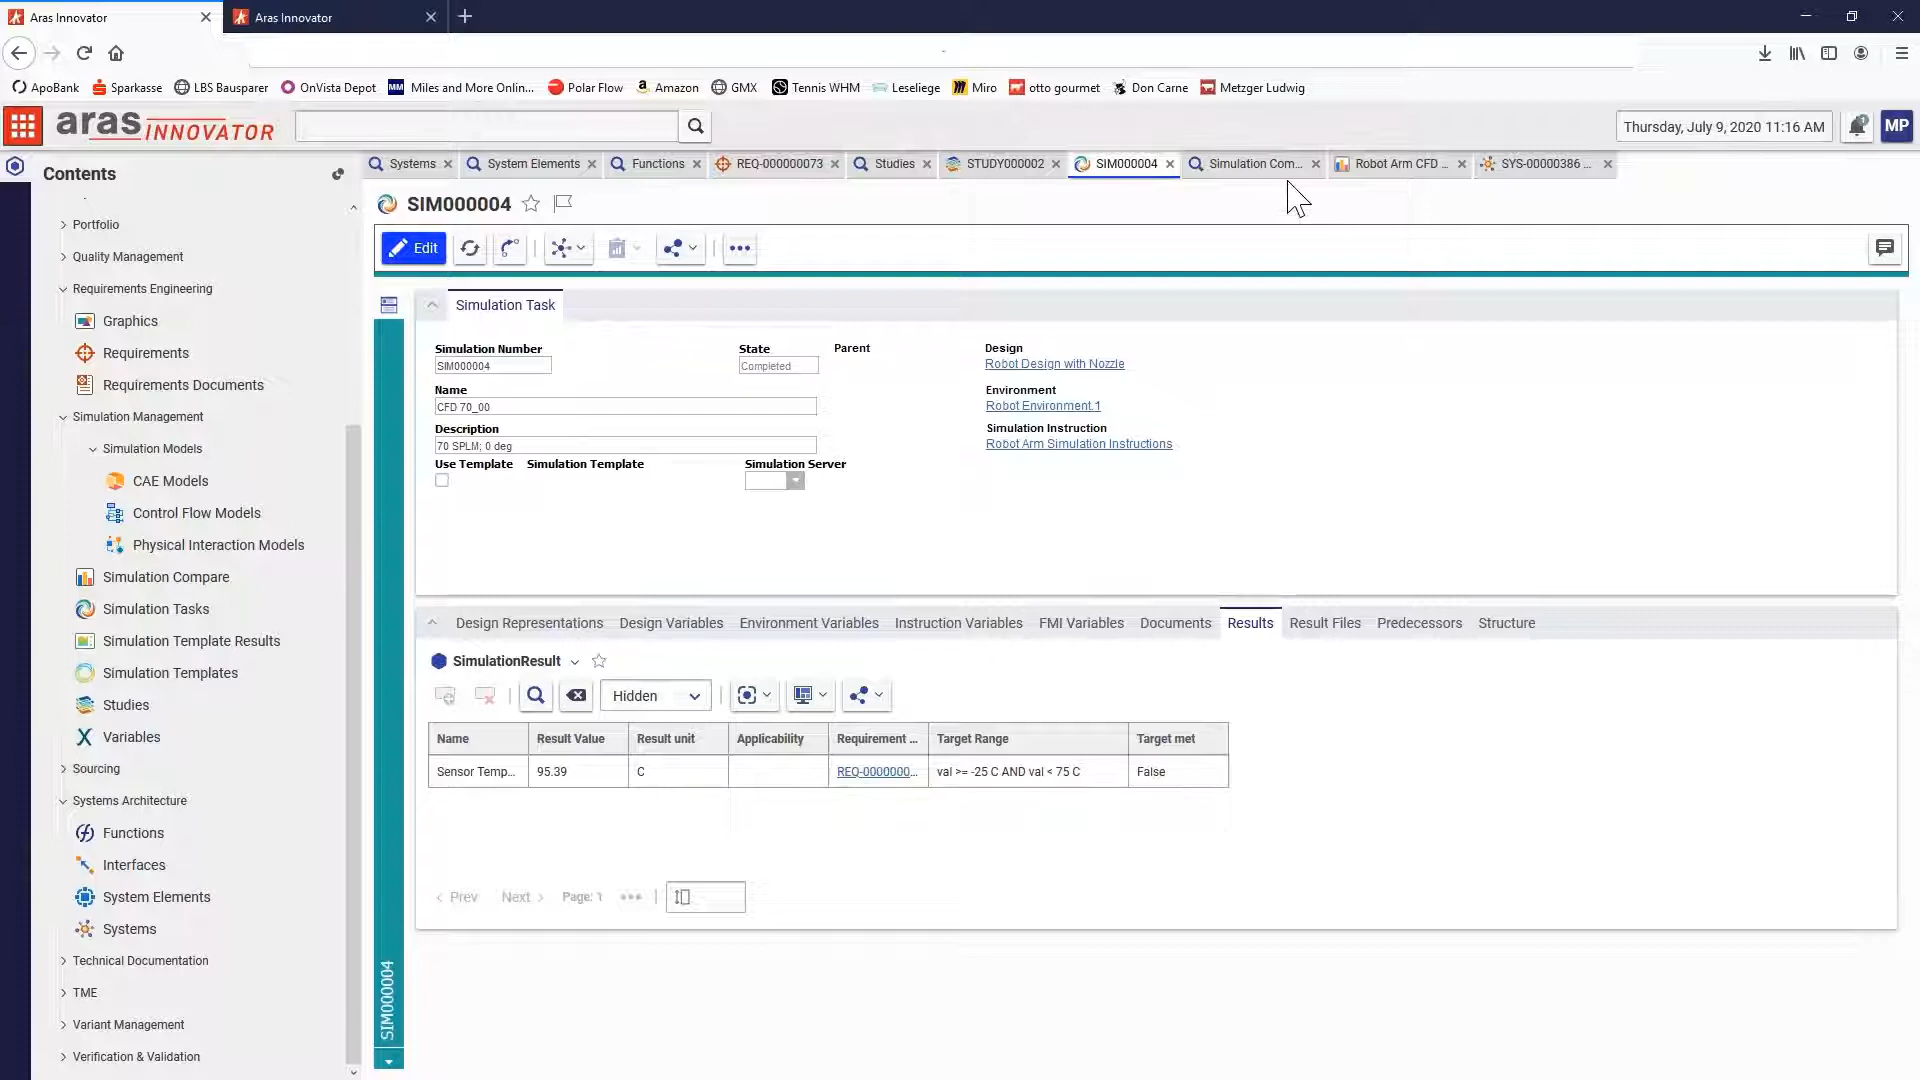 Aras Innovator
Aras Innovator
ApoBank Sparkasse LBS Bausparer OnVista Depot MM Miles and More Onlin... Polar Flow Amazon GMX Tennis WHM Leseliege Miro otto gourmet Don Carne Metzger Ludwig
aras INNOVATOR
Thursday, July 9, 2020 11:16 AM
1
MP
Contents
Systems System Elements Functions REQ-000000073 Studies STUDY000002 SIM000004 Simulation Com... Robot Arm CFD ... SYS-00000386 ...
Portfolio
Quality Management
Requirements Engineering
Graphics
Requirements
Requirements Documents
Simulation Management
Simulation Models
CAE Models
Control Flow Models
Physical Interaction Models
Simulation Compare
Simulation Tasks
Simulation Template Results
Simulation Templates
Studies
Variables
Sourcing
Systems Architecture
Functions
Interfaces
System Elements
Systems
Technical Documentation
TME
Variant Management
Verification & Validation
SIM000004
Edit
SIM000004
Simulation Task
Simulation Number State Parent Design
SIM000004 Completed Robot Design with Nozzle
Name Environment
CFD 70_00 Robot Environment.1
Description Simulation Instruction
70 SPLM; 0 deg Robot Arm Simulation Instructions
Use Template Simulation Template Simulation Server
Design Representations Design Variables Environment Variables Instruction Variables FMI Variables Documents Results Result Files Predecessors Structure
SimulationResult
Hidden
Name Result Value Result unit Applicability Requirement ... Target Range Target met
Sensor Temp... 95.39 C REQ-0000000... val >= -25 C AND val < 75 C False
Prev Next Page: 1